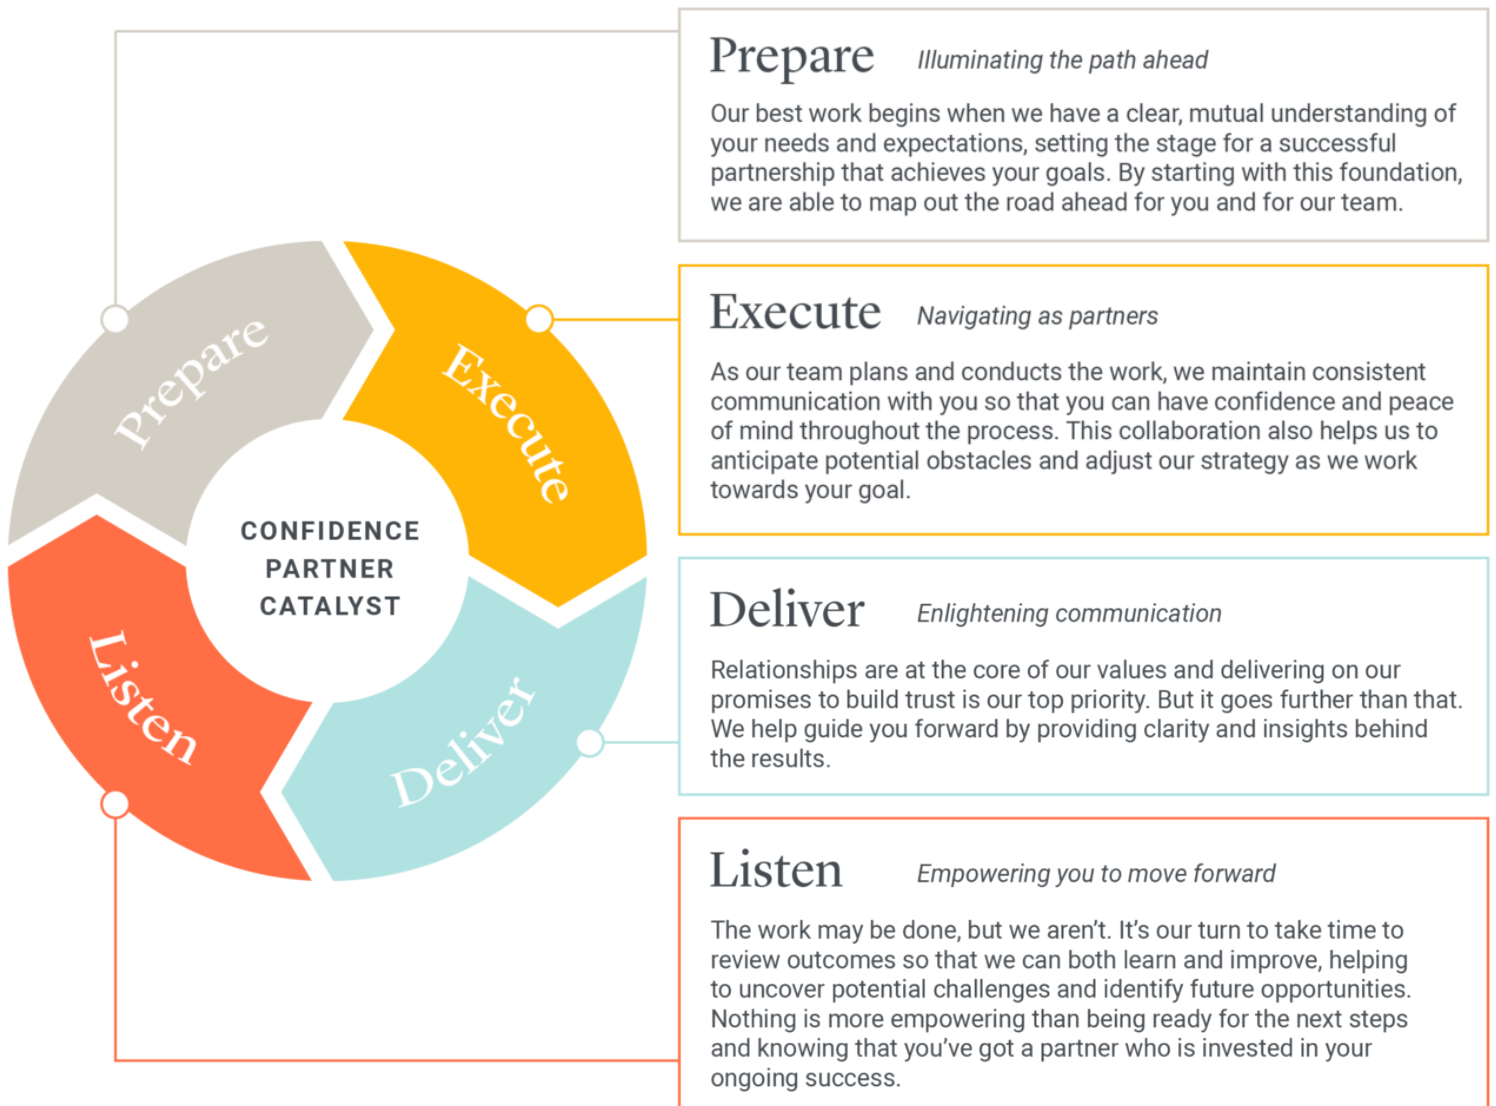 Prepare Illuminating the path ahead
Our best work begins when we have a clear, mutual understanding of
your needs and expectations, setting the stage for a successful
partnership that achieves your goals. By starting with this foundation,
we are able to map out the road ahead for you and for our team.
Execute Navigating as partners
As our team plans and conducts the work, we maintain consistent
communication with you so that you can have confidence and peace
of mind throughout the process. This collaboration also helps us to
anticipate potential obstacles and adjust our strategy as we work
towards your goal.
Deliver Enlightening communication
Relationships are at the core of our values and delivering on our
promises to build trust is our top priority. But it goes further than that.
We help guide you forward by providing clarity and insights behind
the results.
Listen Empowering you to move forward
The work may be done, but we aren’t. It’s our turn to take time to
review outcomes so that we can both learn and improve, helping
to uncover potential challenges and identify future opportunities.
Nothing is more empowering than being ready for the next steps
and knowing that you’ve got a partner who is invested in your
ongoing success.
Prepare
Execute
Deliver
Listen
CONFIDENCE
PARTNER
CATALYST